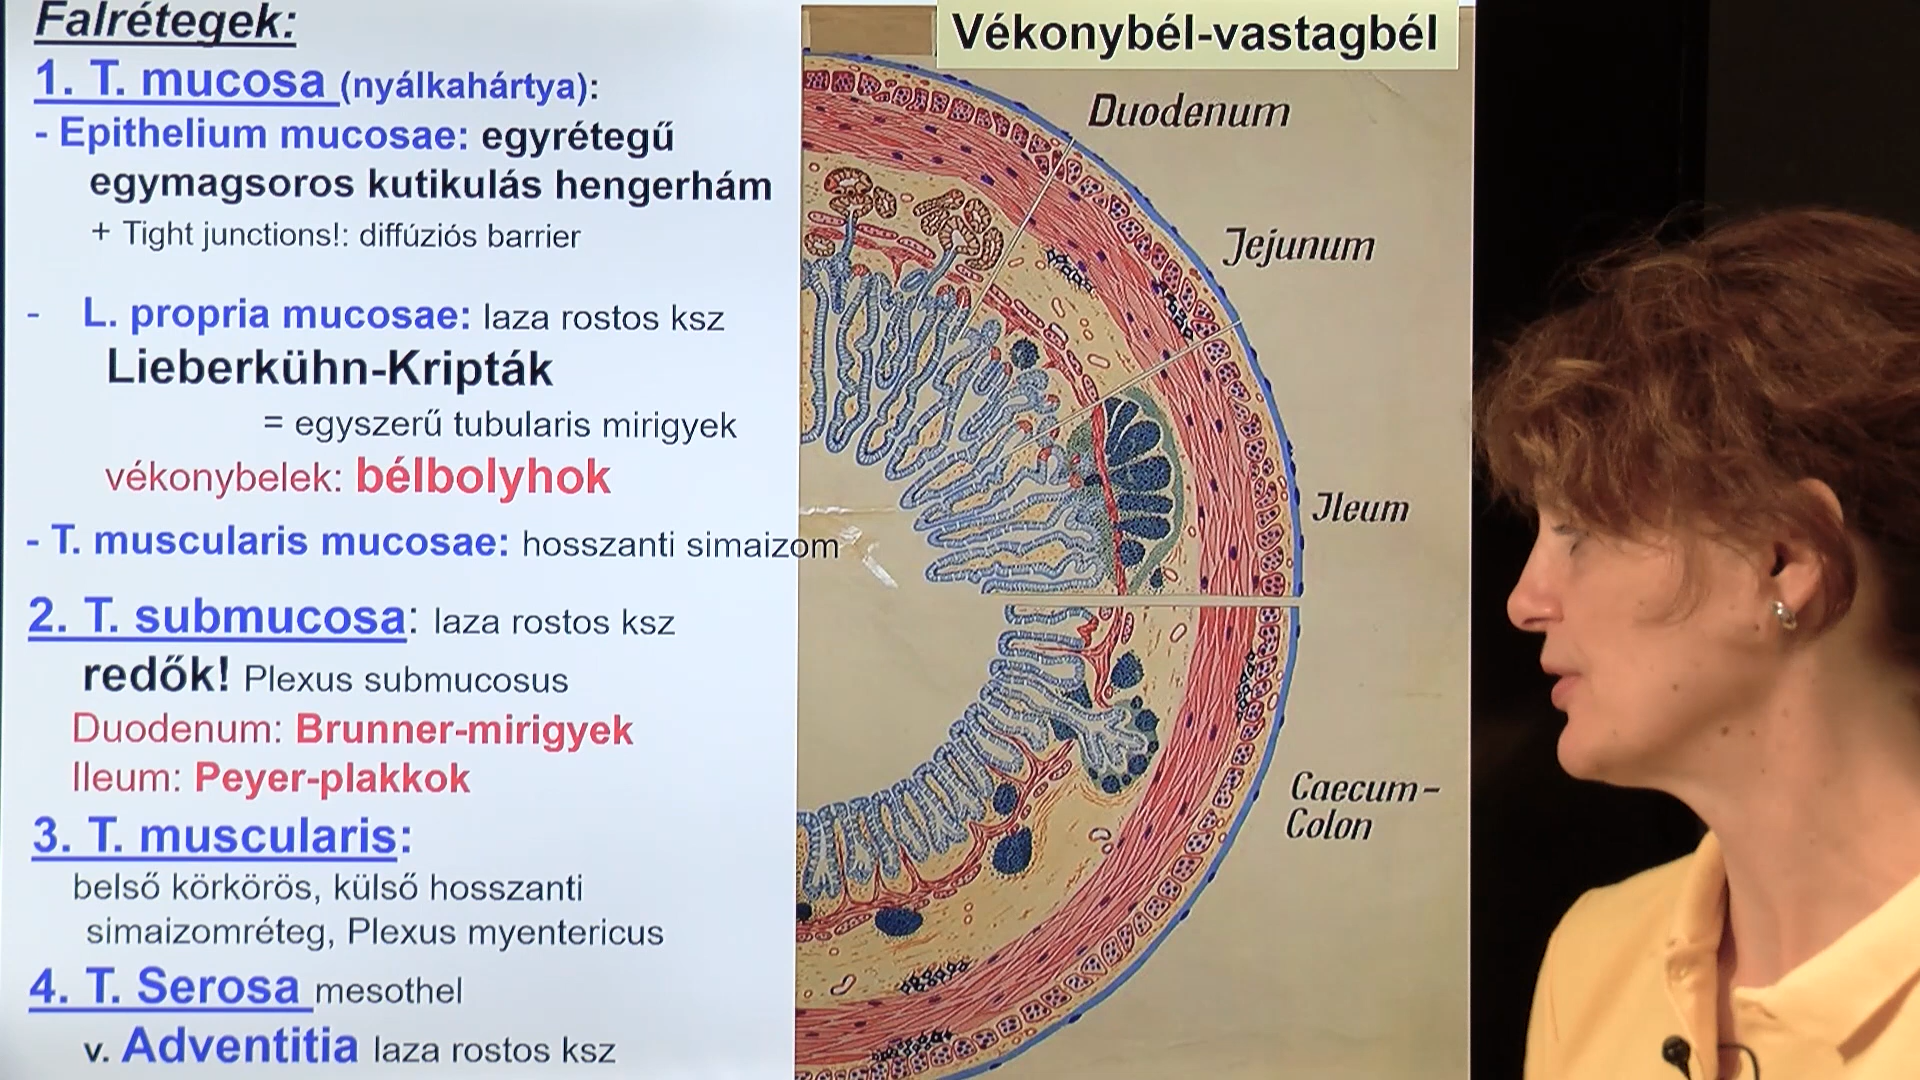 Falrétegek:
1. T. mucosa (nyálkahártya):
- Epithelium mucosae: egyrétegű
egymagsoros kutikulás hengerhám
+ Tight junctions!: diffúziós barrier
- L. propria mucosae: laza rostos ksz
Lieberkühn-Kripták
= egyszerű tubularis mirigyek
vékonybelek: bélbolyhok
- T. muscularis mucosae: hosszanti simaizom
2. T. submucosa: laza rostos ksz
redők! Plexus submucosus
Duodenum: Brunner-mirigyek
Ileum: Peyer-plakkok
3. T. muscularis:
belső körkörös, külső hosszanti
simaizomréteg, Plexus myentericus
4. T. Serosa mesothel
v. Adventitia laza rostos ksz
Vékonybél-vastagbél
Duodenum
Jejunum
Jleum
Caecum-
Colon